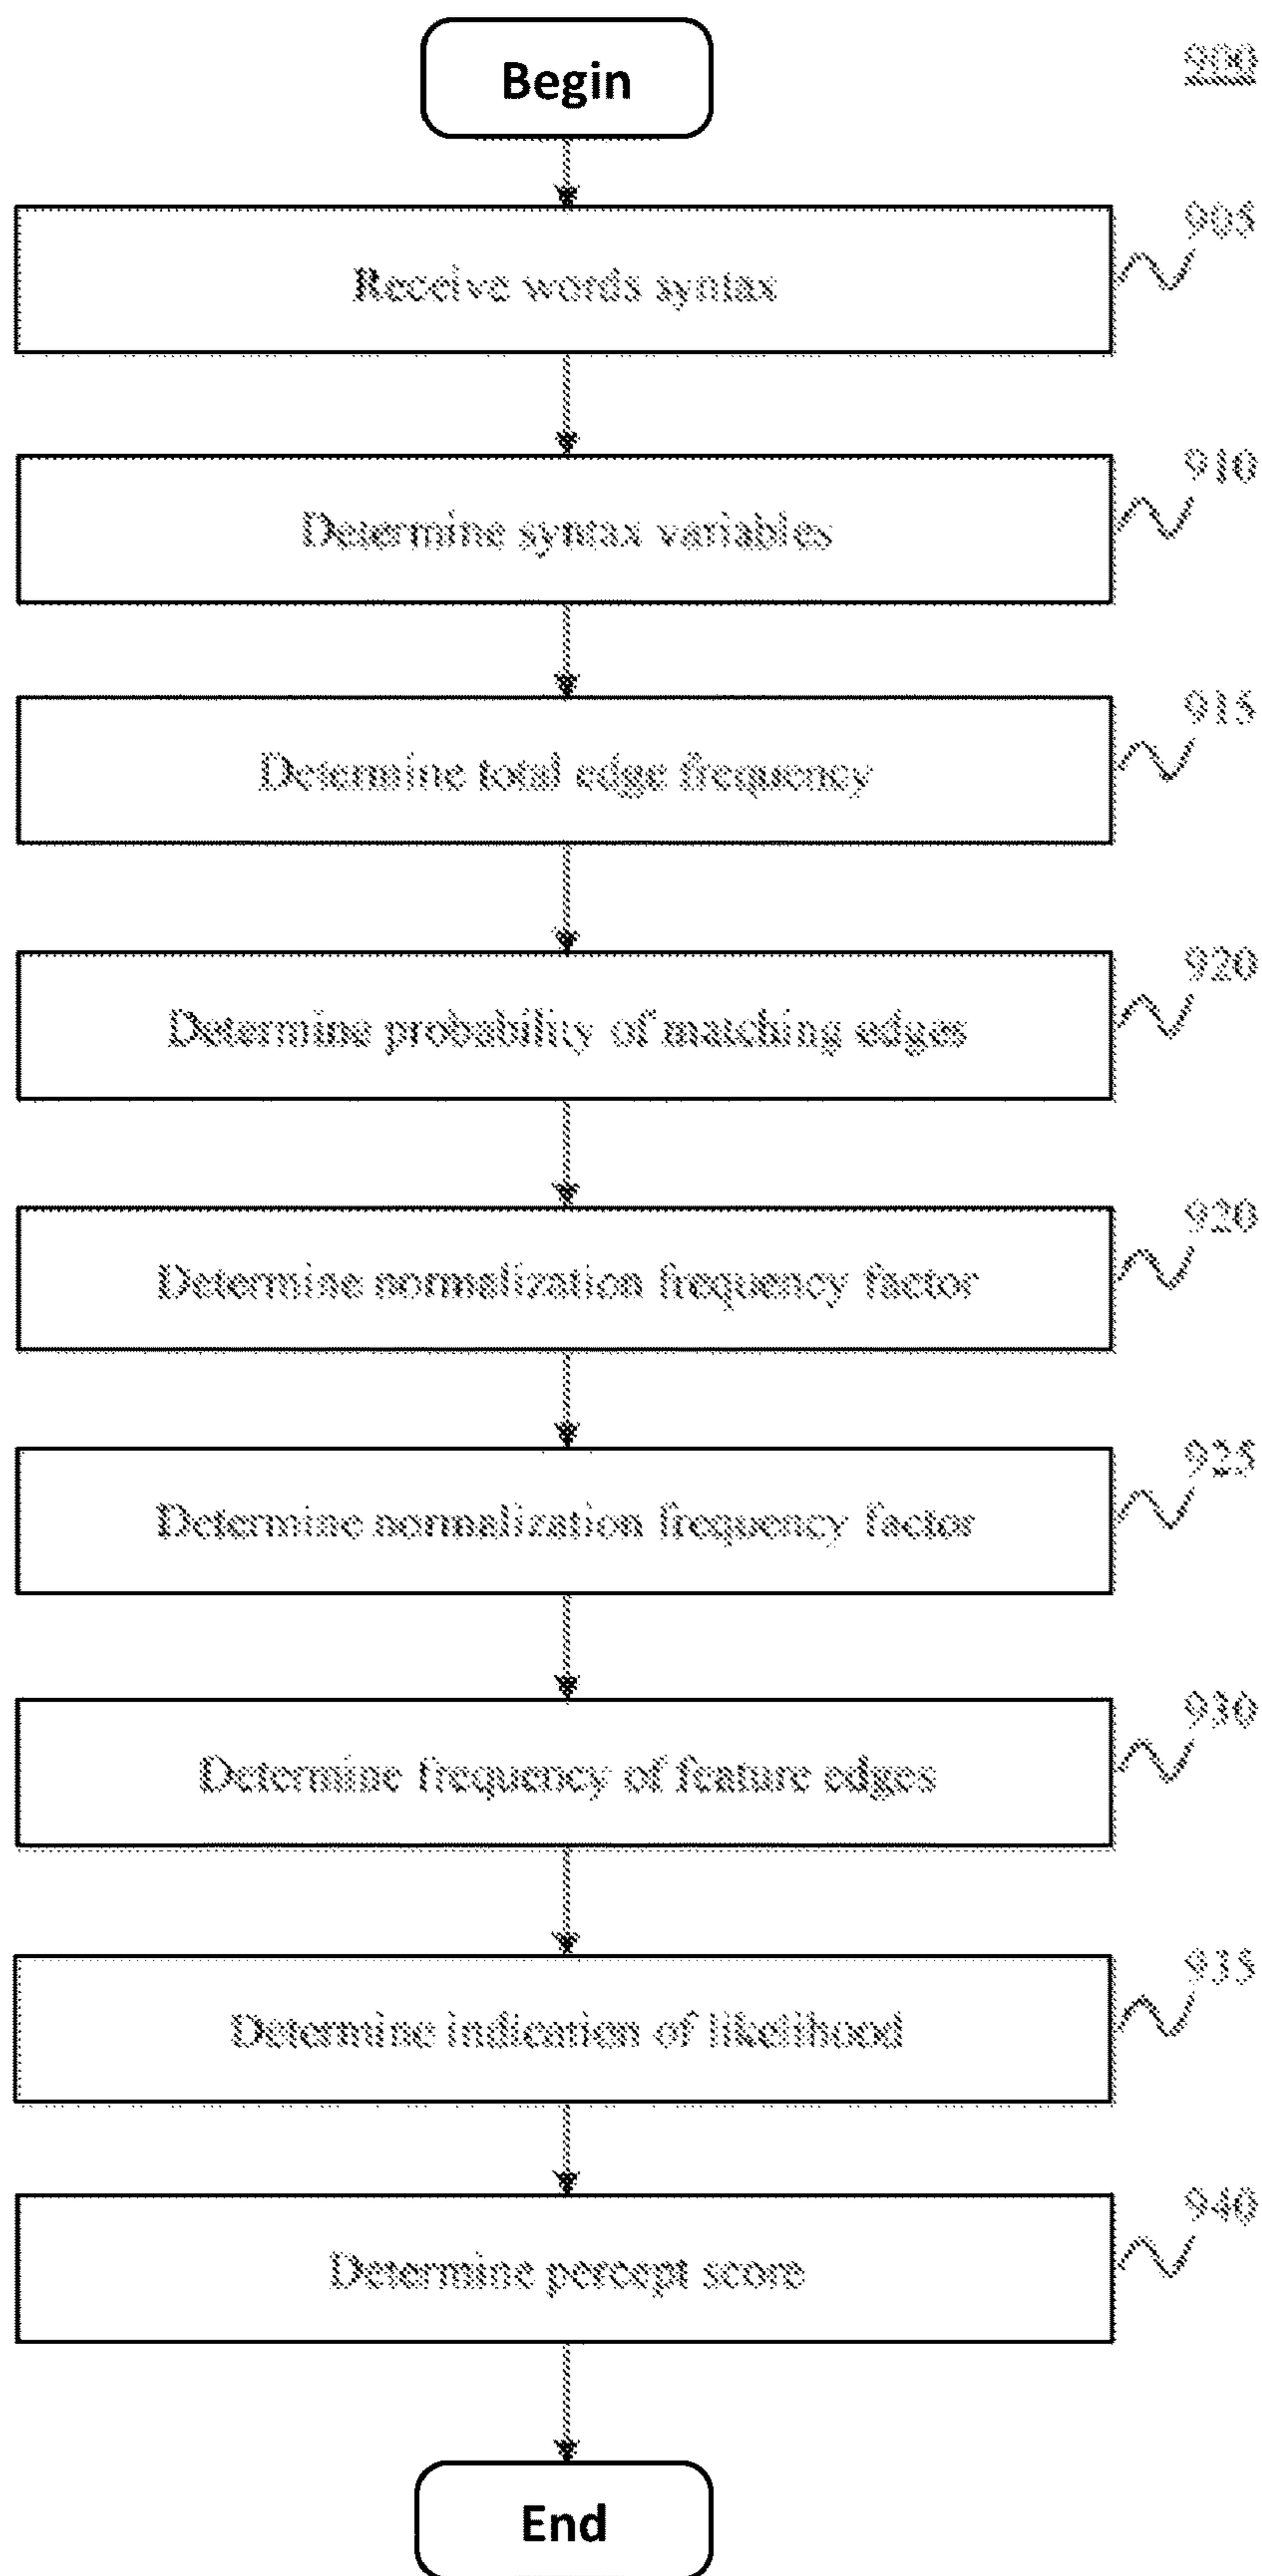 Begin
900
Receive words syntax
905
Determine syntax variables
910
Determine total edge frequency
915
Determine probability of matching edges
920
Determine normalization frequency factor
920
Determine normalization frequency factor
925
Determine frequency of feature edges
930
Determine indication of likelihood
935
Determine percept score
940
End